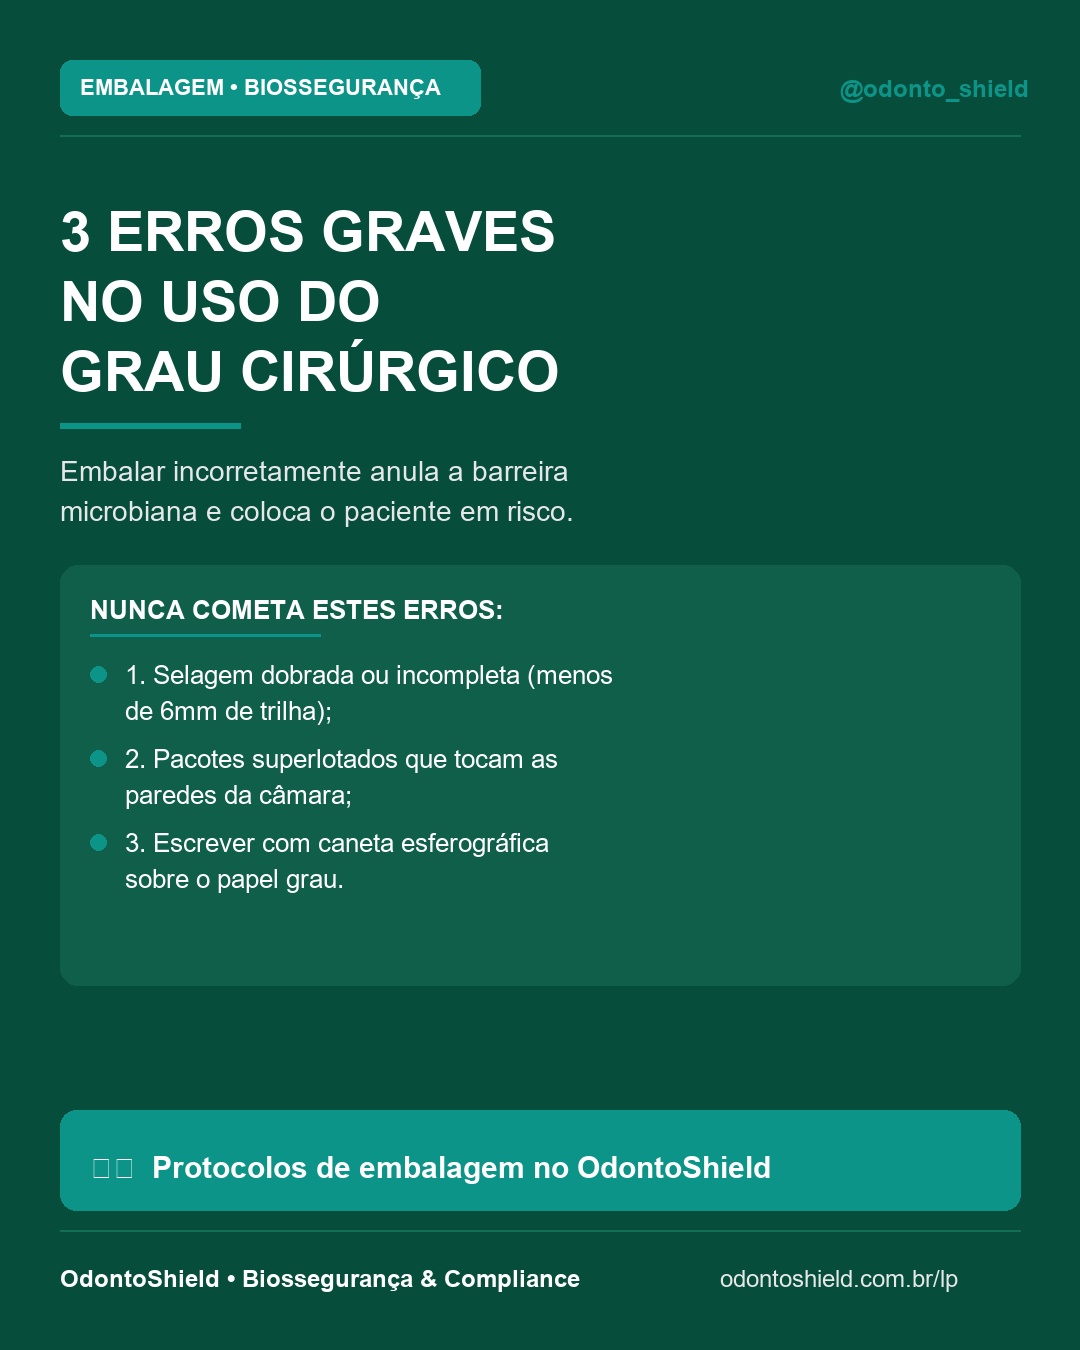 EMBALAGEM • BIOSSEGURANÇA
@odonto_shield
3 ERROS GRAVES
NO USO DO
GRAU CIRÚRGICO
Embalar incorretamente anula a barreira
microbiana e coloca o paciente em risco.
NUNCA COMETA ESTES ERROS:
1. Selagem dobrada ou incompleta (menos
de 6mm de trilha);
2. Pacotes superlotados que tocam as
paredes da câmara;
3. Escrever com caneta esferográfica
sobre o papel grau.
Protocolos de embalagem no OdontoShield
OdontoShield • Biossegurança & Compliance
odontoshield.com.br/lp